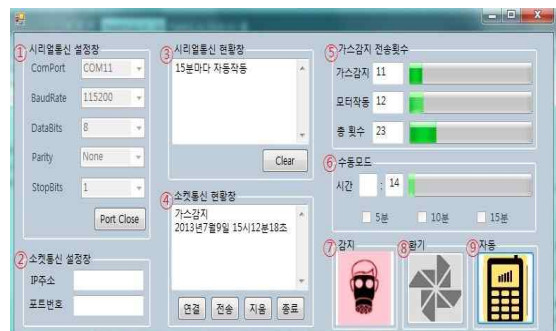 ① 시리얼통신 설정창
ComPort COM11
BaudRate 115200
DataBits 8
Parity None
StopBits 1
Port Close
② 소켓통신 설정창
IP주소
포트번호
③ 시리얼통신 현황창
15분마다 자동작동
Clear
④ 소켓통신 현황창
가스감지
2013년7월9일 15시12분18초
연결 전송 지움 종료
⑤ 가스감지 전송횟수
가스감지 11
모터작동 12
총 횟수 23
⑥ 수동모드
시간 : 14
5분 10분 15분
⑦ 감지
⑧ 환기
⑨ 자동